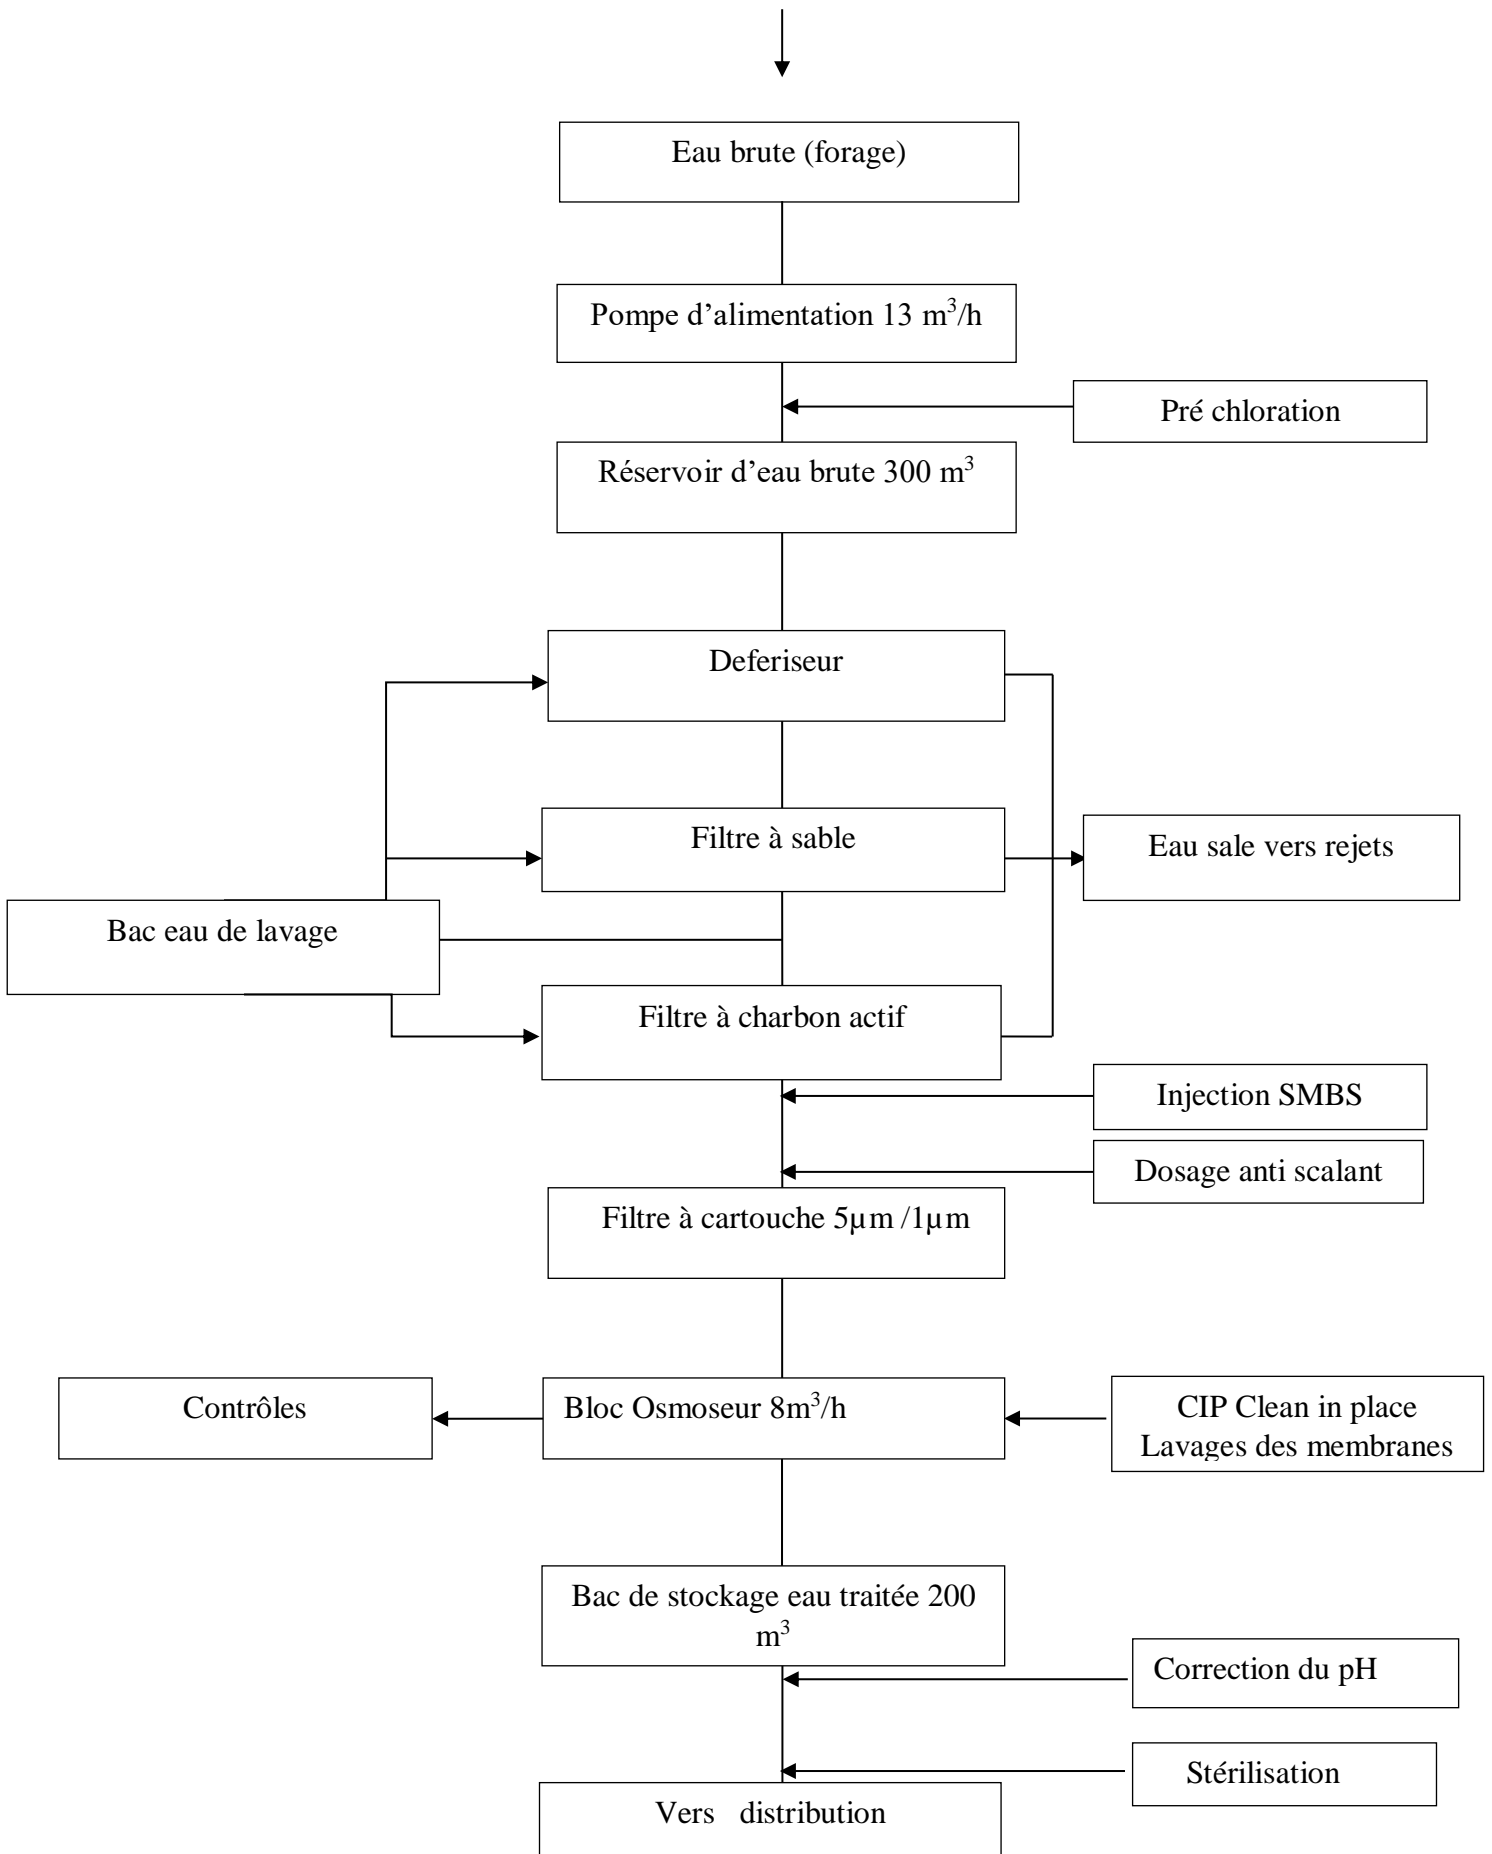 Eau brute (forage)
Pompe d’alimentation 13 m³/h
Pré chloration
Réservoir d’eau brute 300 m³
Deferiseur
Filtre à sable
Eau sale vers rejets
Bac eau de lavage
Filtre à charbon actif
Injection SMBS
Dosage anti scalant
Filtre à cartouche 5µm /1µm
Contrôles
Bloc Osmoseur 8m³/h
CIP Clean in place
Lavages des membranes
Bac de stockage eau traitée 200
m³
Correction du pH
Stérilisation
Vers distribution